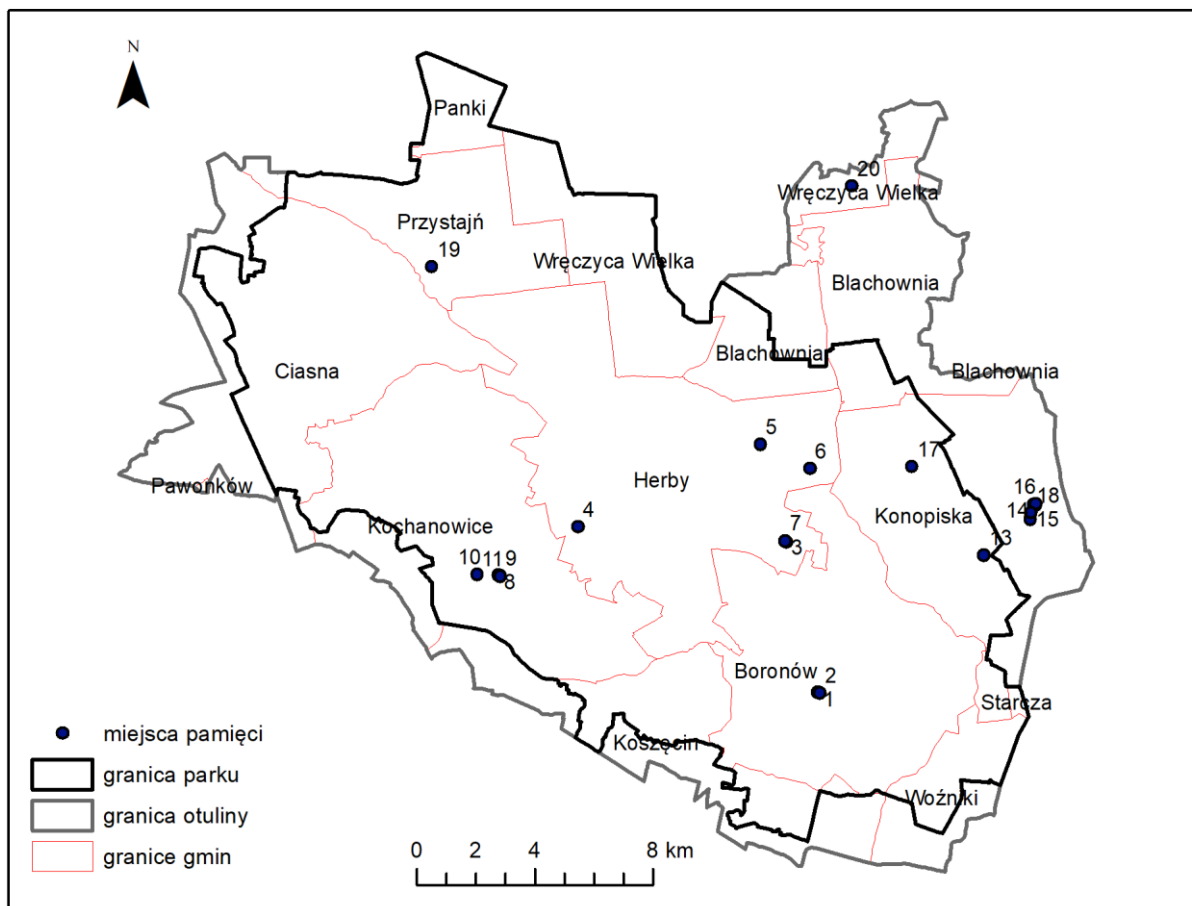 N
Panki
20
Wręczyca Wielka
Przystajń
19
Wręczyca Wielka
Blachownia
Blachownia
Blachownia
Ciasna
5
6
17
Herby
Pawonków
16
18
14
15
Konopiska
Kochanowice
4
7
3
13
10
11
9
8
Boronów
2
1
Starcza
Koszęcin
Woźniki
miejsca pamięci
granica parku
granica otuliny
granice gmin
0 2 4 8 km